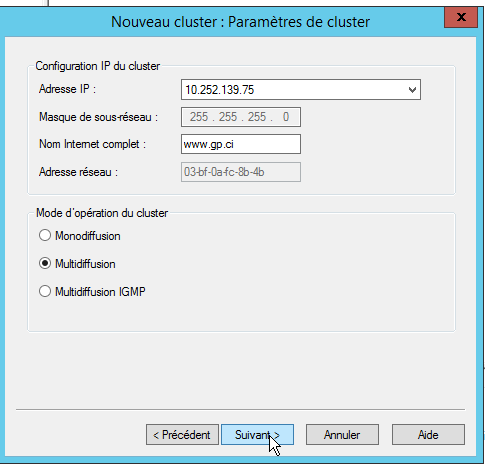 Nouveau cluster : Paramètres de cluster
x
Configuration IP du cluster
Adresse IP : 10.252.139.75
Masque de sous-réseau : 255 . 255 . 255 . 0
Nom Internet complet : www.gp.ci
Adresse réseau : 03-bf-0a-fc-8b-4b
Mode d'opération du cluster
Monodiffusion
Multidiffusion
Multidiffusion IGMP
< Précédent Suivant > Annuler Aide